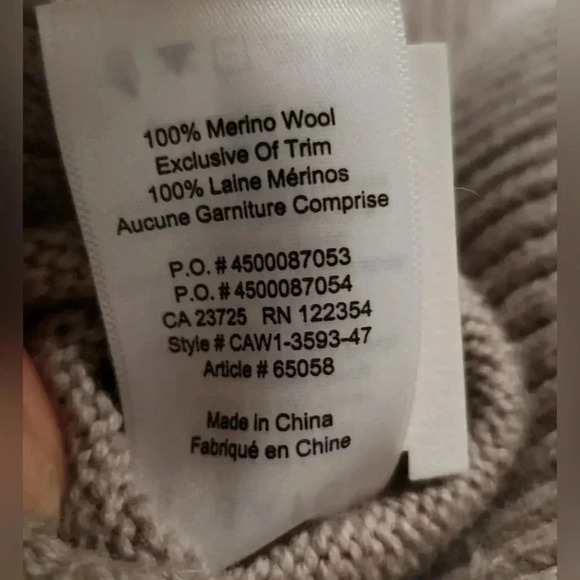 100% Merino Wool
Exclusive Of Trim
100% Laine Mérinos
Aucune Garniture Comprise
P.O. # 4500087053
P.O. # 4500087054
CA 23725 RN 122354
Style # CAW1-3593-47
Article # 65058
Made in China
Fabriqué en Chine